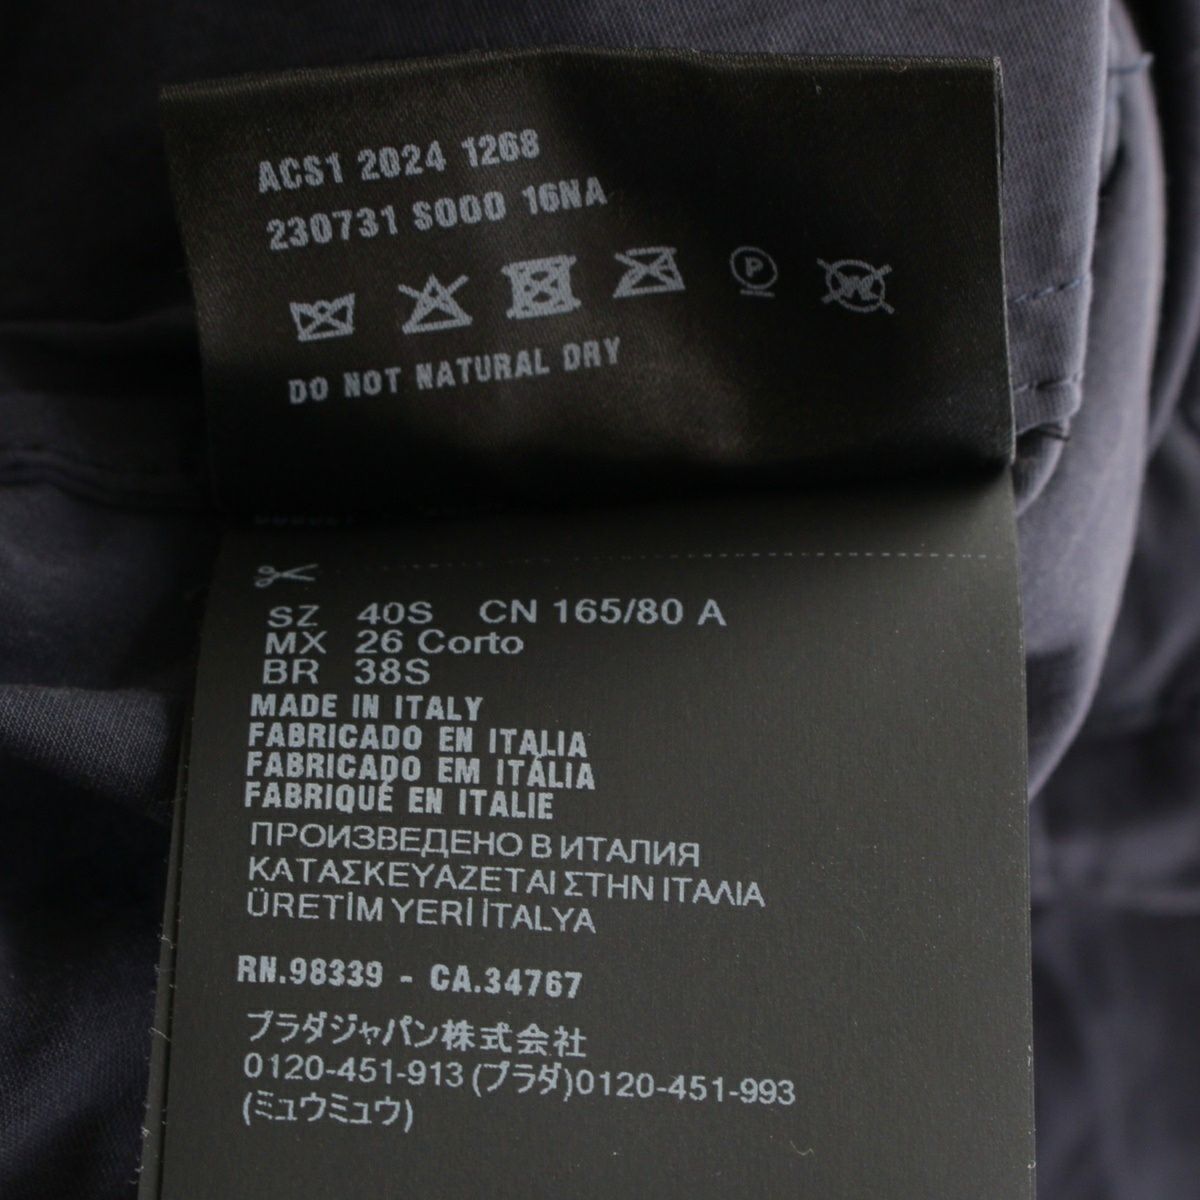 ACS1 2024 1268
230731 S000 16NA
P
DO NOT NATURAL DRY
SZ 40S CN 165/80 A
MX 26 Corto
BR 38S
MADE IN ITALY
FABRICADO EN ITALIA
FABRICADO EM ITÁLIA
FABRIQUÉ EN ITALIE
ПРОИЗВЕДЕНО В ИТАЛИЯ
ΚΑΤΑΣΚΕΥΑΖΕΤΑΙ ΣΤΗΝ ΙΤΑΛΙΑ
ÜRETİM YERİ İTALYA
RN.98339 - CA.34767
プラダジャパン株式会社
0120-451-913 (プラダ)0120-451-993
(ミュウミュウ)